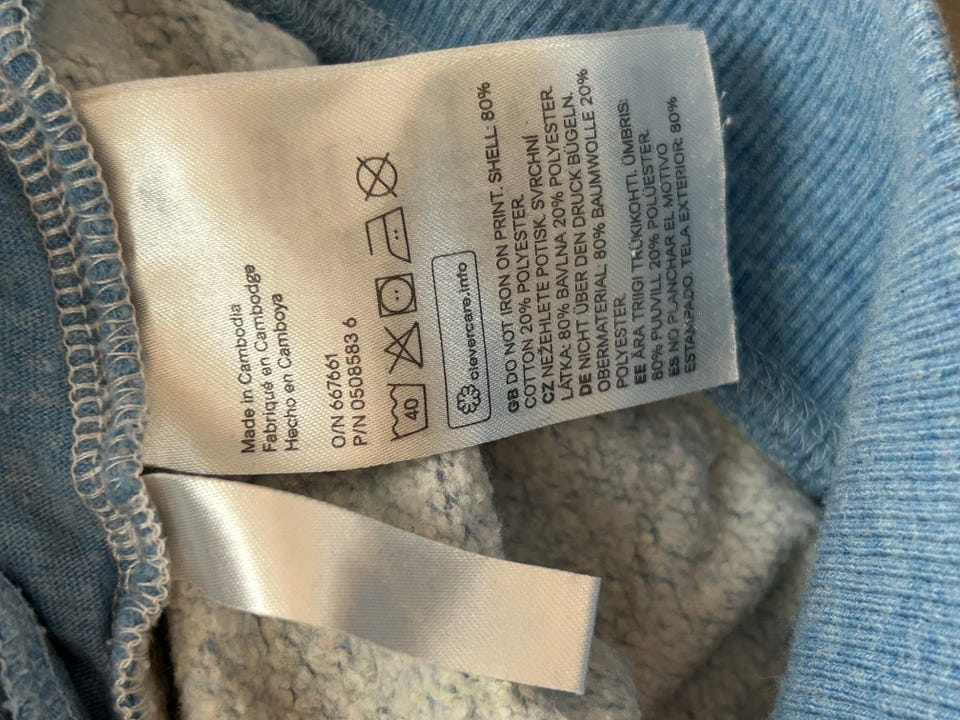 Made in Cambodia
Fabriqué en Cambodge
Hecho en Camboya
O/N 667661
P/N 0508583 6
40
clevercare.info
GB DO NOT IRON ON PRINT. SHELL: 80%
COTTON 20% POLYESTER.
CZ NEŽEHLETE POTISK. SVRCHNÍ
LÁTKA: 80% BAVLNA 20% POLYESTER.
DE NICHT ÜBER DEN DRUCK BÜGELN.
OBERMATERIAL 80% BAUMWOLLE 20%
POLYESTER.
EE ÄRA TRIIGI TRÜKIKOHTI. ÜMBRIS:
80% PUUVILL 20% POLÜESTER.
ES NO PLANCHAR EL MOTIVO
ESTAMPADO. TELA EXTERIOR: 80%